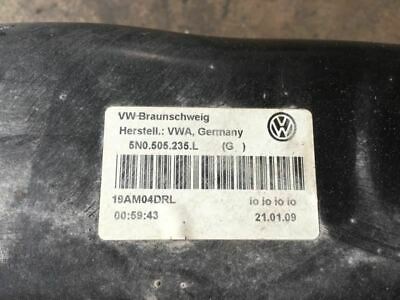 VW-Braunschweig
Herstell.: VWA, Germany
5N0.505.235.L (G )
19AM04DRL io io io io
00:59:43 21.01.09